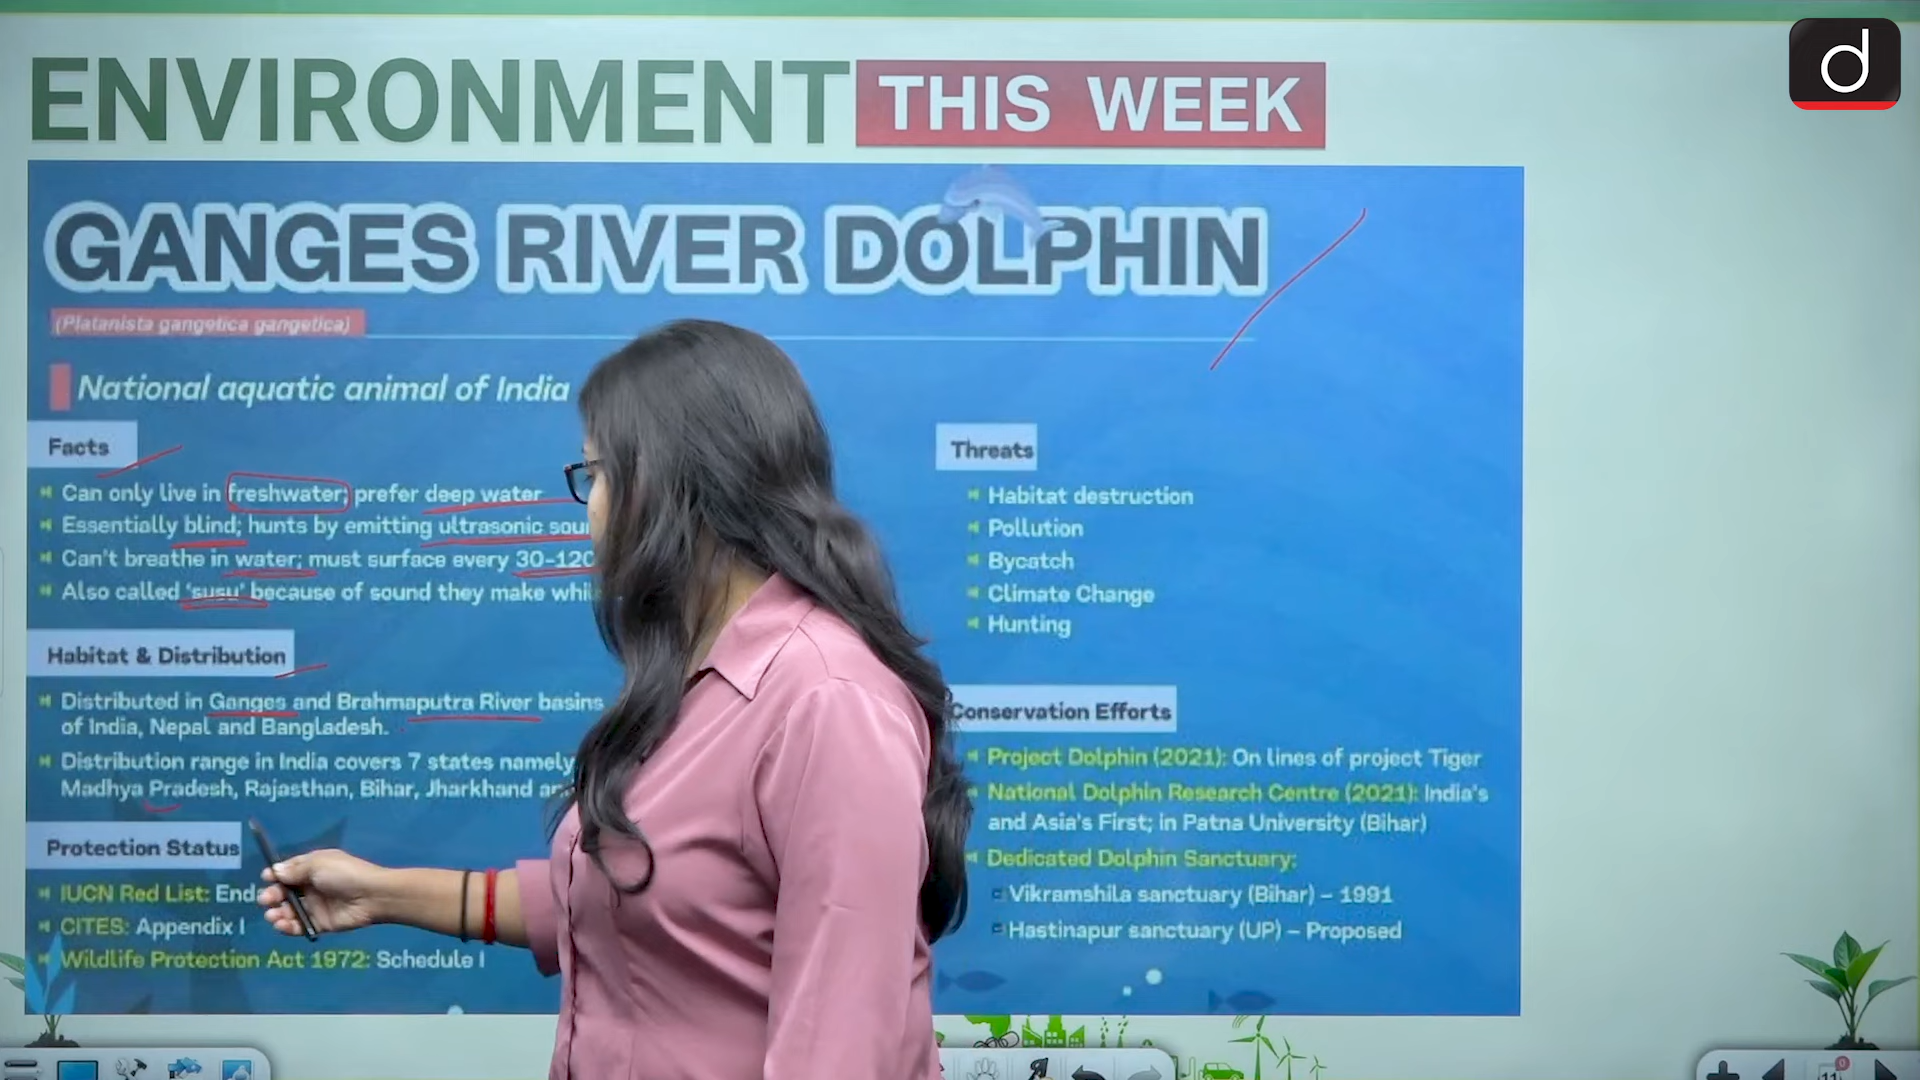 d
ENVIRONMENT THIS WEEK
GANGES RIVER DOLPHIN
(Platanista gangetica gangetica)
National aquatic animal of India
Facts
Can only live in freshwater; prefer deep water
Essentially blind; hunts by emitting ultrasonic
Can't breathe in water; must surface every 30-120
Also called 'susu' because of sound they make
Habitat & Distribution
Distributed in Ganges and Brahmaputra River basins
of India, Nepal and Bangladesh.
Distribution range in India covers 7 states namely
Madhya Pradesh, Rajasthan, Bihar, Jharkhand
Protection Status
IUCN Red List:
CITES: Appendix I
Wildlife Protection Act 1972: Schedule I
Threats
Habitat destruction
Pollution
Bycatch
Climate Change
Hunting
Conservation Efforts
Project Dolphin (2021): On lines of project Tiger
National Dolphin Research Centre (2021): India's
and Asia's First; in Patna University (Bihar)
Dedicated Dolphin Sanctuary:
Vikramshila sanctuary (Bihar) – 1991
Hastinapur sanctuary (UP) – Proposed
11
0